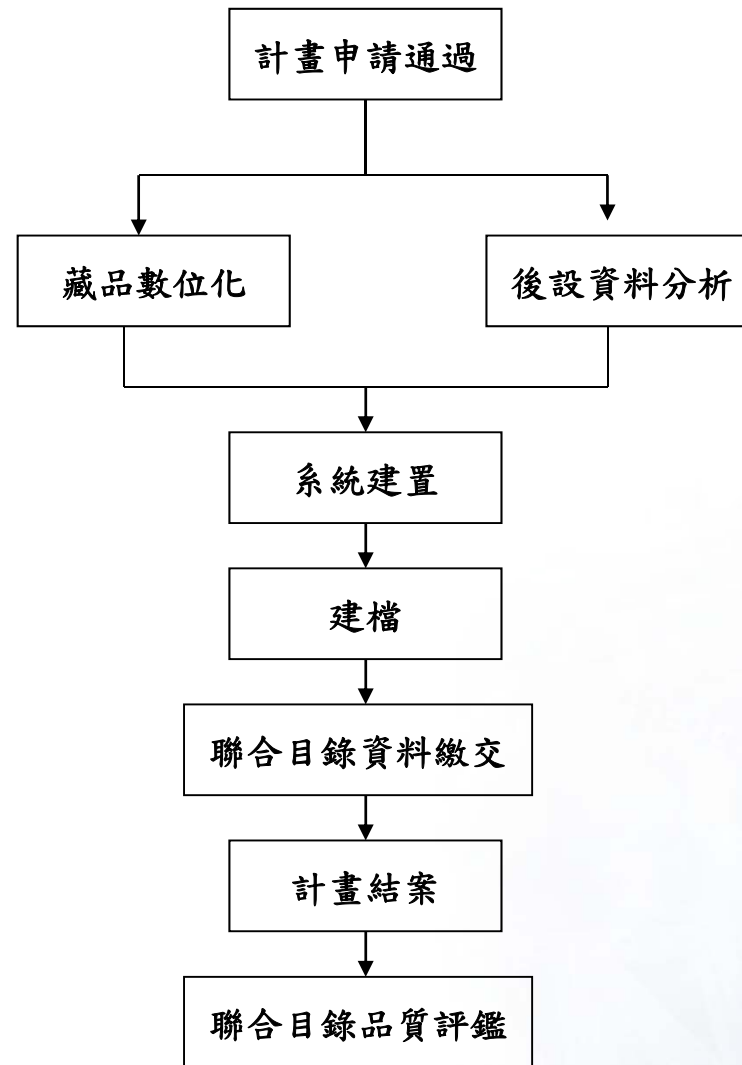 計畫申請通過
藏品數位化
後設資料分析
系統建置
建檔
聯合目錄資料繳交
計畫結案
聯合目錄品質評鑑